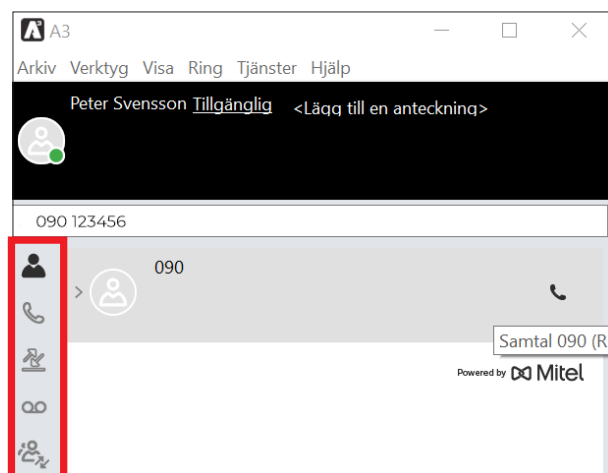 A3
Arkiv Verktyg Visa Ring Tjänster Hjälp
Peter Svensson Tillgänglig <Lägg till en anteckning>
090 123456
090
Samtal 090 (R
Powered by Mitel